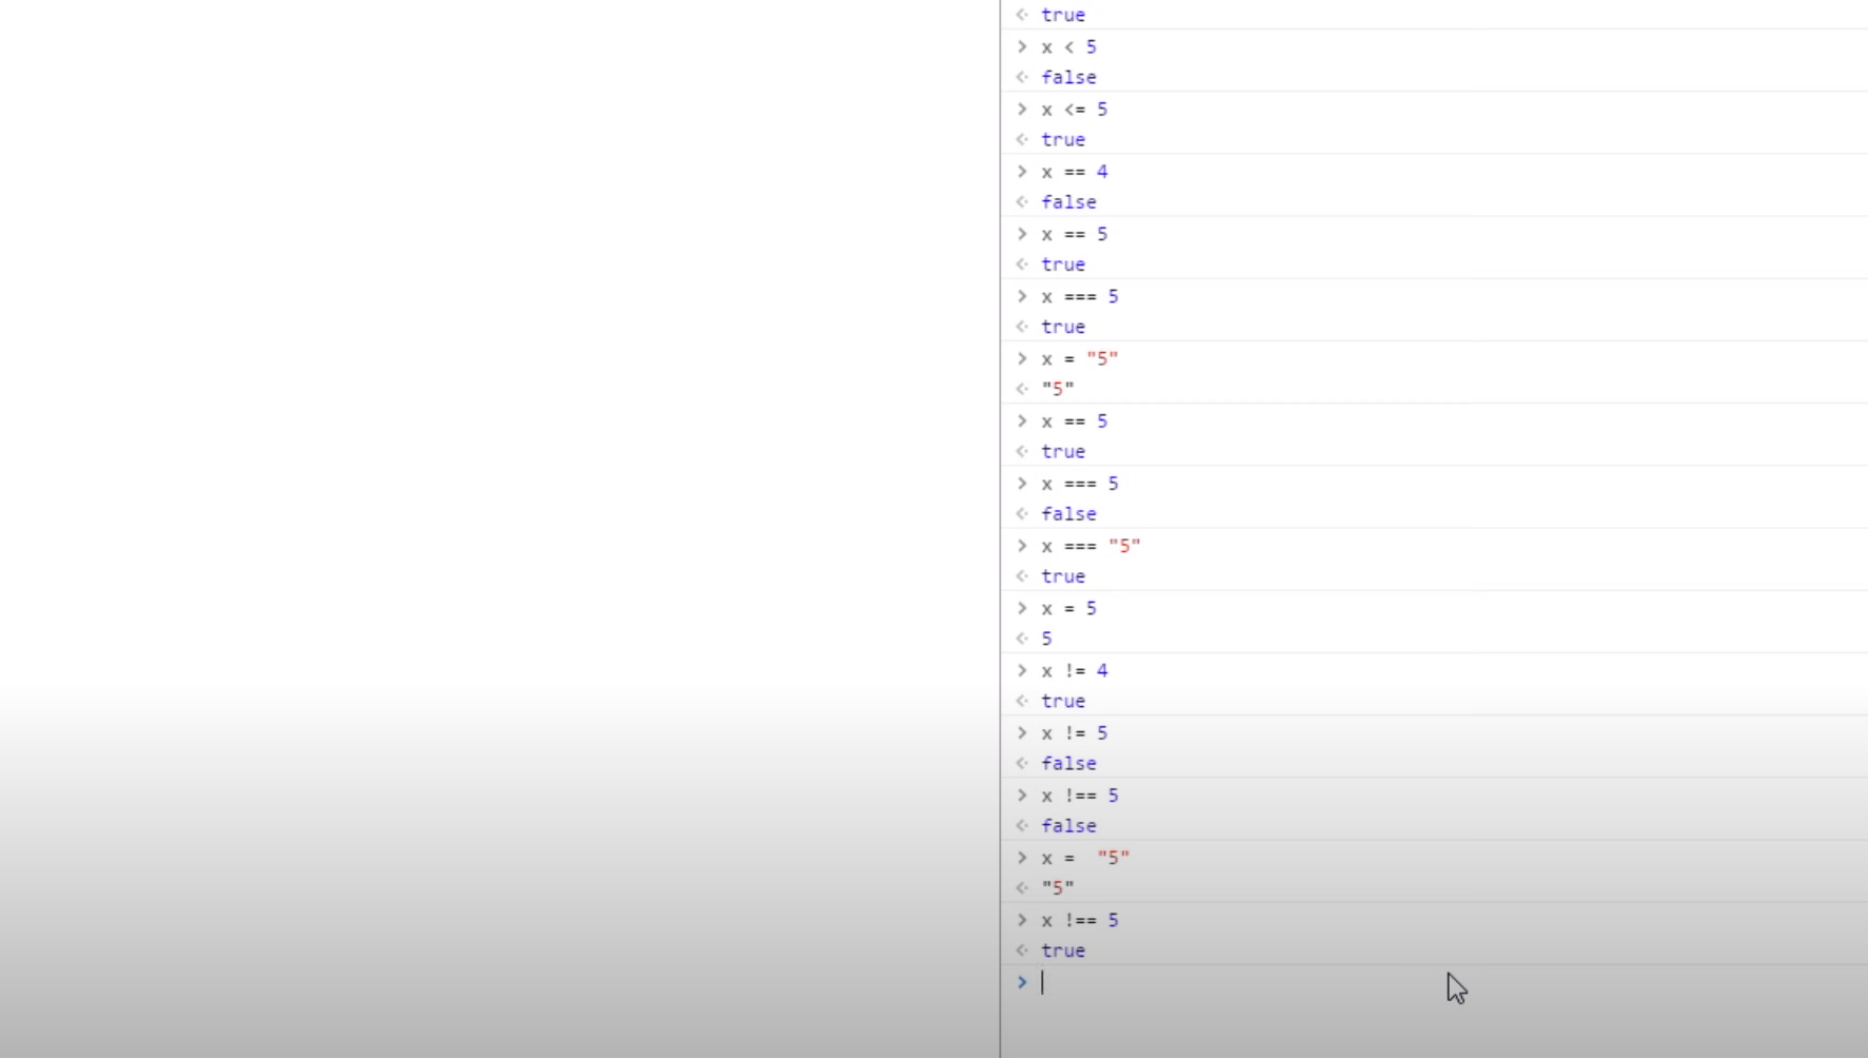 true
> x < 5
false
> x <= 5
true
> x == 4
false
> x == 5
true
> x === 5
true
> x = "5"
"5"
> x == 5
true
> x === 5
false
> x === "5"
true
> x = 5
5
> x != 4
true
> x != 5
false
> x !== 5
false
> x =  "5"
"5"
> x !== 5
true
>